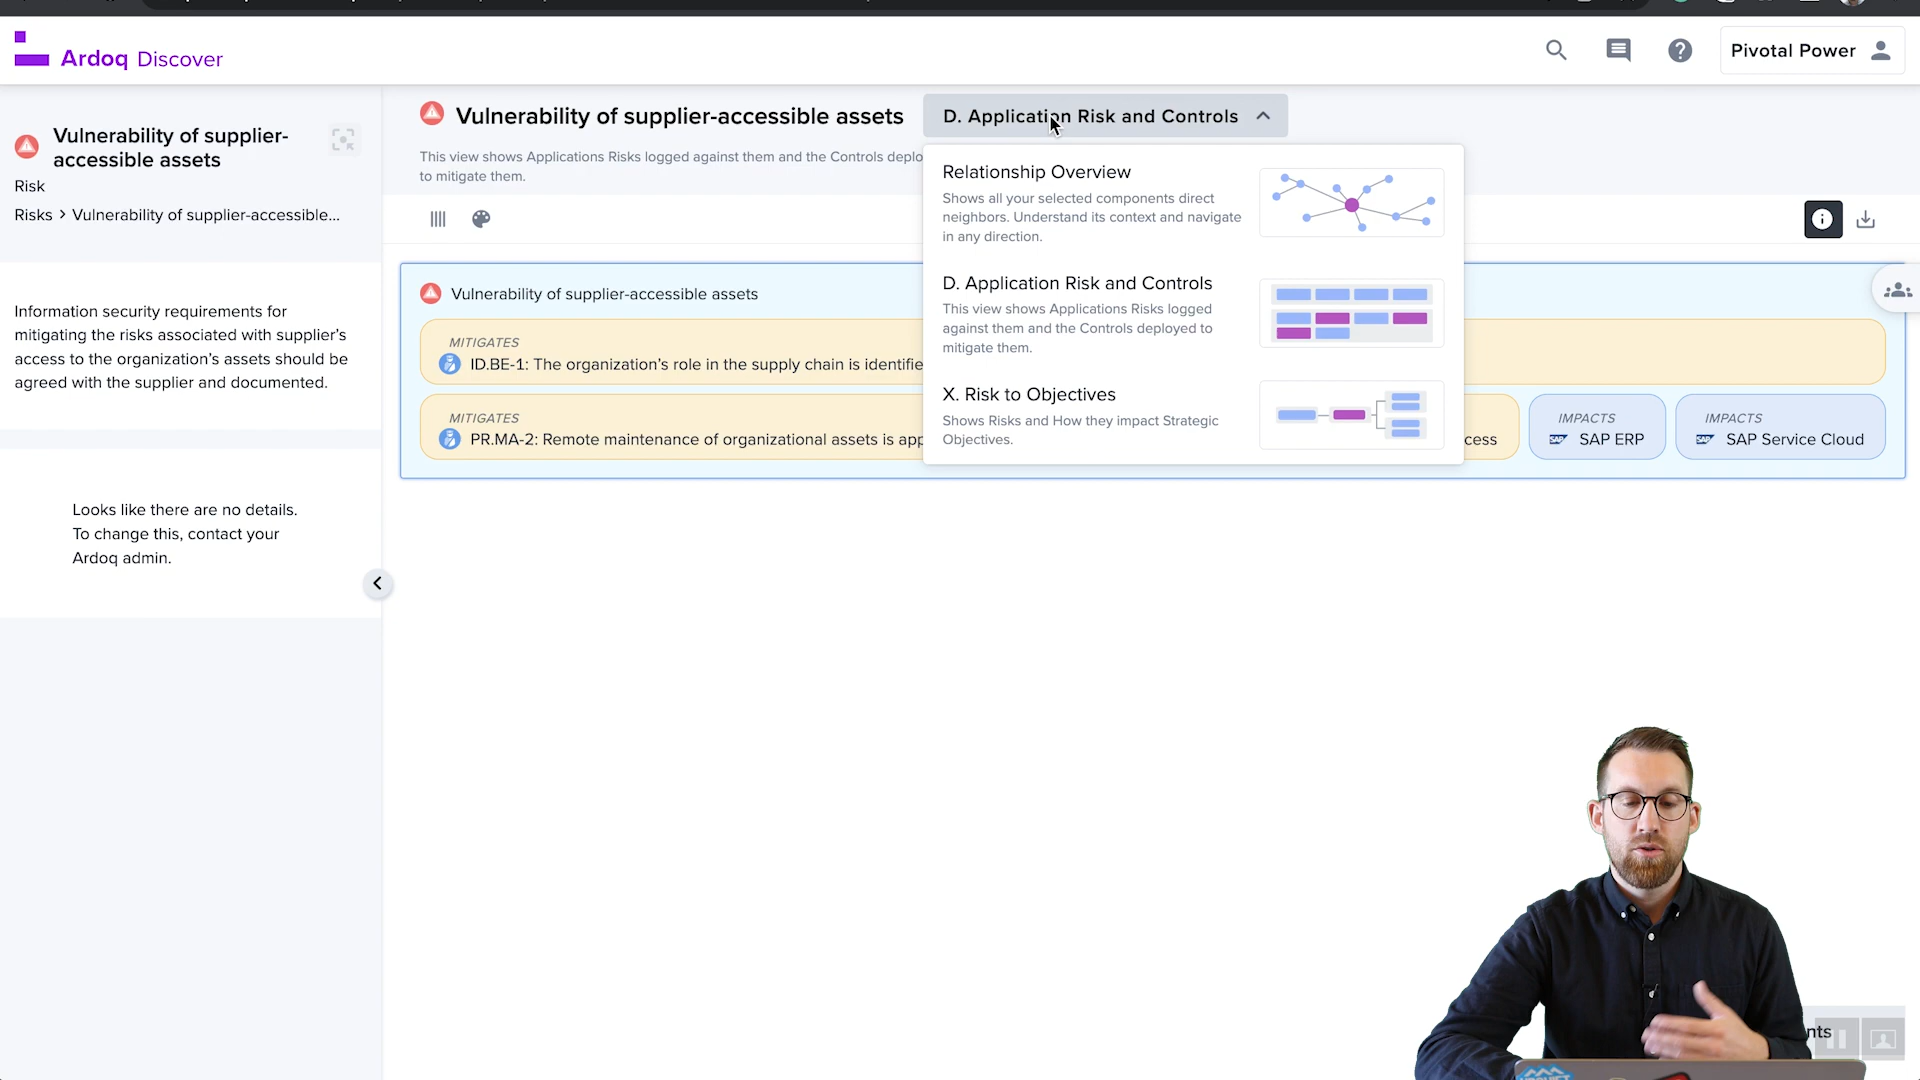 Ardoq Discover
Pivotal Power
Vulnerability of supplier-
accessible assets
Risk
Risks > Vulnerability of supplier-accessible...
Information security requirements for
mitigating the risks associated with supplier's
access to the organization's assets should be
agreed with the supplier and documented.
Looks like there are no details.
To change this, contact your
Ardoq admin.
Vulnerability of supplier-accessible assets
D. Application Risk and Controls
This view shows Applications Risks logged against them and the Controls deplo
to mitigate them.
Relationship Overview
Shows all your selected components direct
neighbors. Understand its context and navigate
in any direction.
D. Application Risk and Controls
This view shows Applications Risks logged
against them and the Controls deployed to
mitigate them.
X. Risk to Objectives
Shows Risks and How they impact Strategic
Objectives.
Vulnerability of supplier-accessible assets
MITIGATES
ID.BE-1: The organization's role in the supply chain is identifie
MITIGATES
PR.MA-2: Remote maintenance of organizational assets is app
cess
IMPACTS
SAP SAP ERP
IMPACTS
SAP SAP Service Cloud
nts